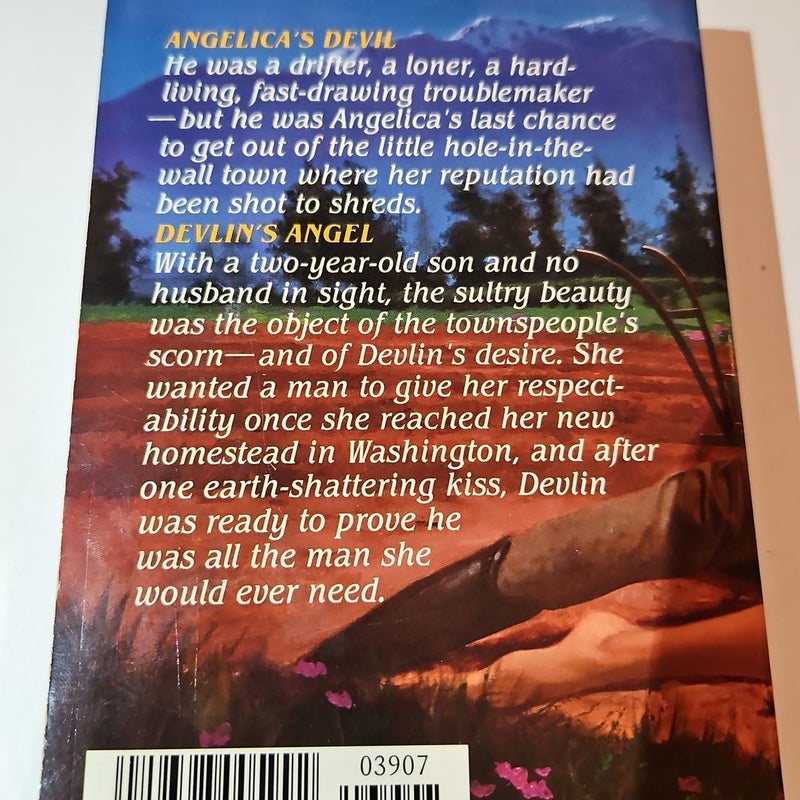 ANGELICA'S DEVIL
He was a drifter, a loner, a hard-
living, fast-drawing troublemaker
—but he was Angelica's last chance
to get out of the little hole-in-the-
wall town where her reputation had
been shot to shreds.
DEVLIN'S ANGEL
With a two-year-old son and no
husband in sight, the sultry beauty
was the object of the townspeople's
scorn—and of Devlin's desire. She
wanted a man to give her respect-
ability once she reached her new
homestead in Washington, and after
one earth-shattering kiss, Devlin
was ready to prove he
was all the man she
would ever need.
03907